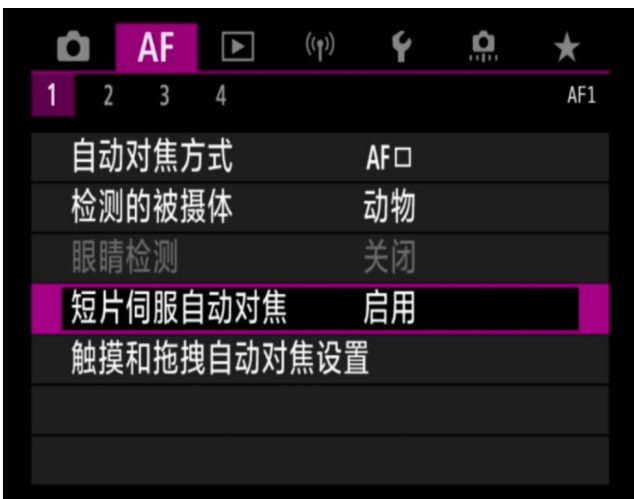 AF
1 2 3 4 AF1
自动对焦方式 AF
检测的被摄体 动物
眼睛检测 关闭
短片伺服自动对焦 启用
触摸和拖拽自动对焦设置